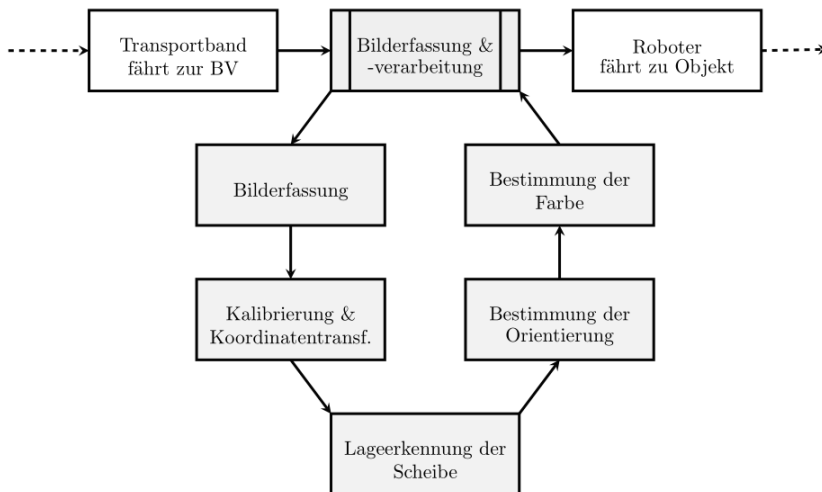 Transportband
fährt zur BV
Bilderfassung &
-verarbeitung
Roboter
fährt zu Objekt
Bilderfassung
Bestimmung der
Farbe
Kalibrierung &
Koordinatentransf.
Bestimmung der
Orientierung
Lageerkennung der
Scheibe